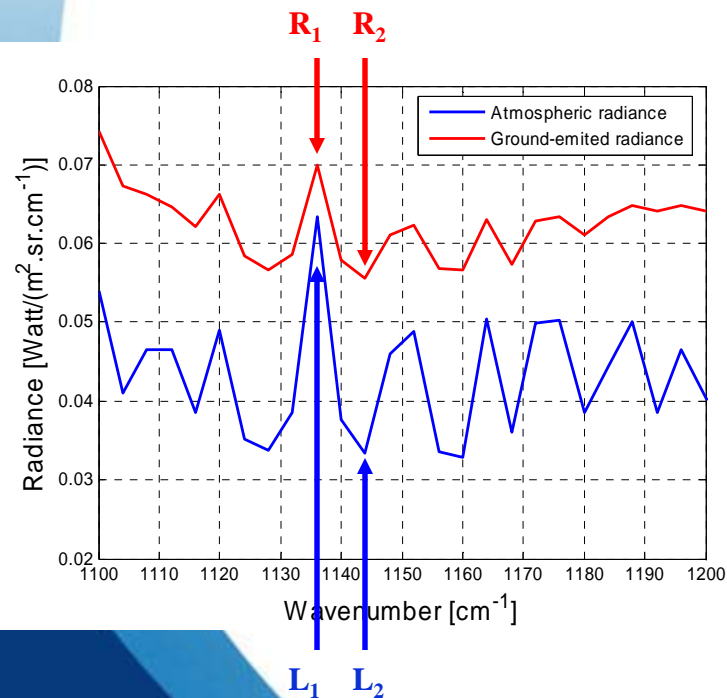 R1 R2
0.08
0.07
0.06
0.05
0.04
0.03
0.02
Radiance [Watt/(m².sr.cm⁻¹)]
Atmospheric radiance
Ground-emited radiance
1100 1110 1120 1130 1140 1150 1160 1170 1180 1190 1200
Wavenumber [cm⁻¹]
L1 L2